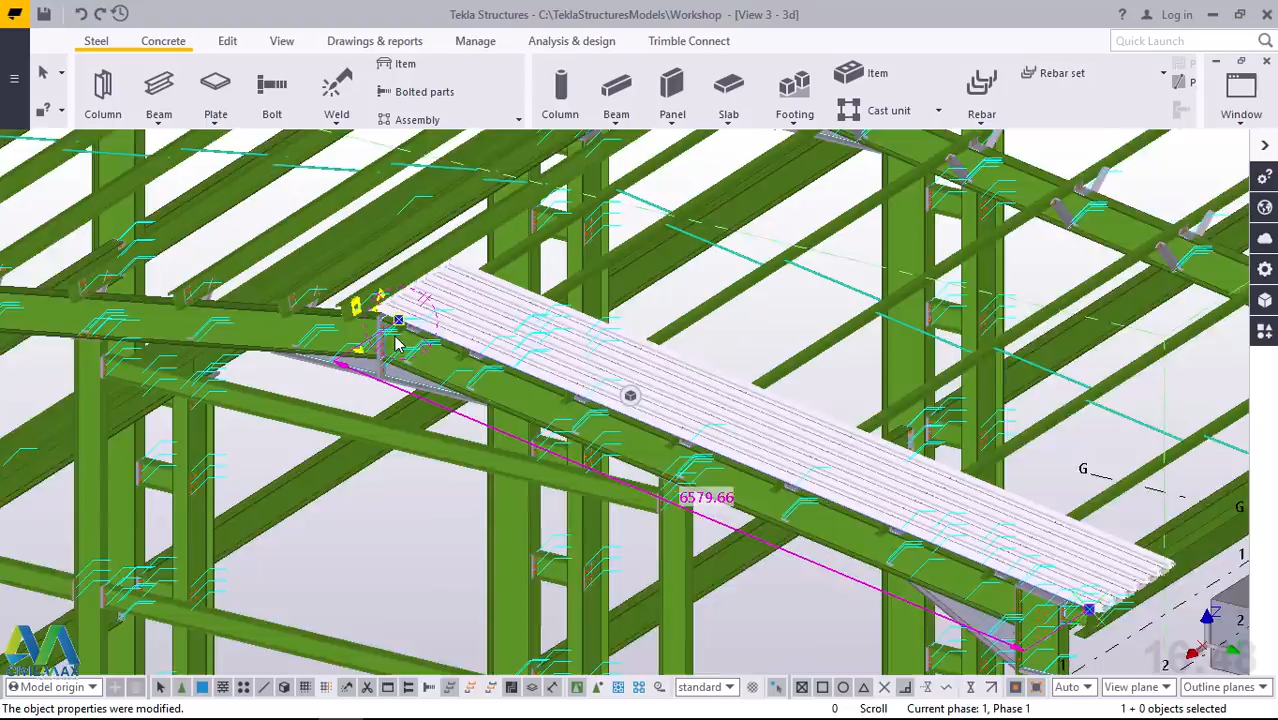 Tekla Structures - C:\TeklaStructuresModels\Workshop - [View 3 - 3d]
Log in
Steel Concrete Edit View Drawings & reports Manage Analysis & design Trimble Connect
Quick Launch
Column Beam Plate Bolt Weld
Item
Bolted parts
Assembly
Column Beam Panel Slab Footing
Item
Cast unit
Rebar
Rebar set
Window
G
6579.66
G
1
2
Z
1
2
CIVILMAX
Model origin
standard
Auto
View plane
Outline planes
The object properties were modified.
0 Scroll Current phase: 1, Phase 1 1 + 0 objects selected